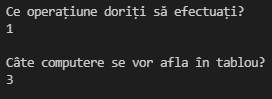 Ce operațiune doriți să efectuați?
1
Câte computere se vor afla în tablou?
3